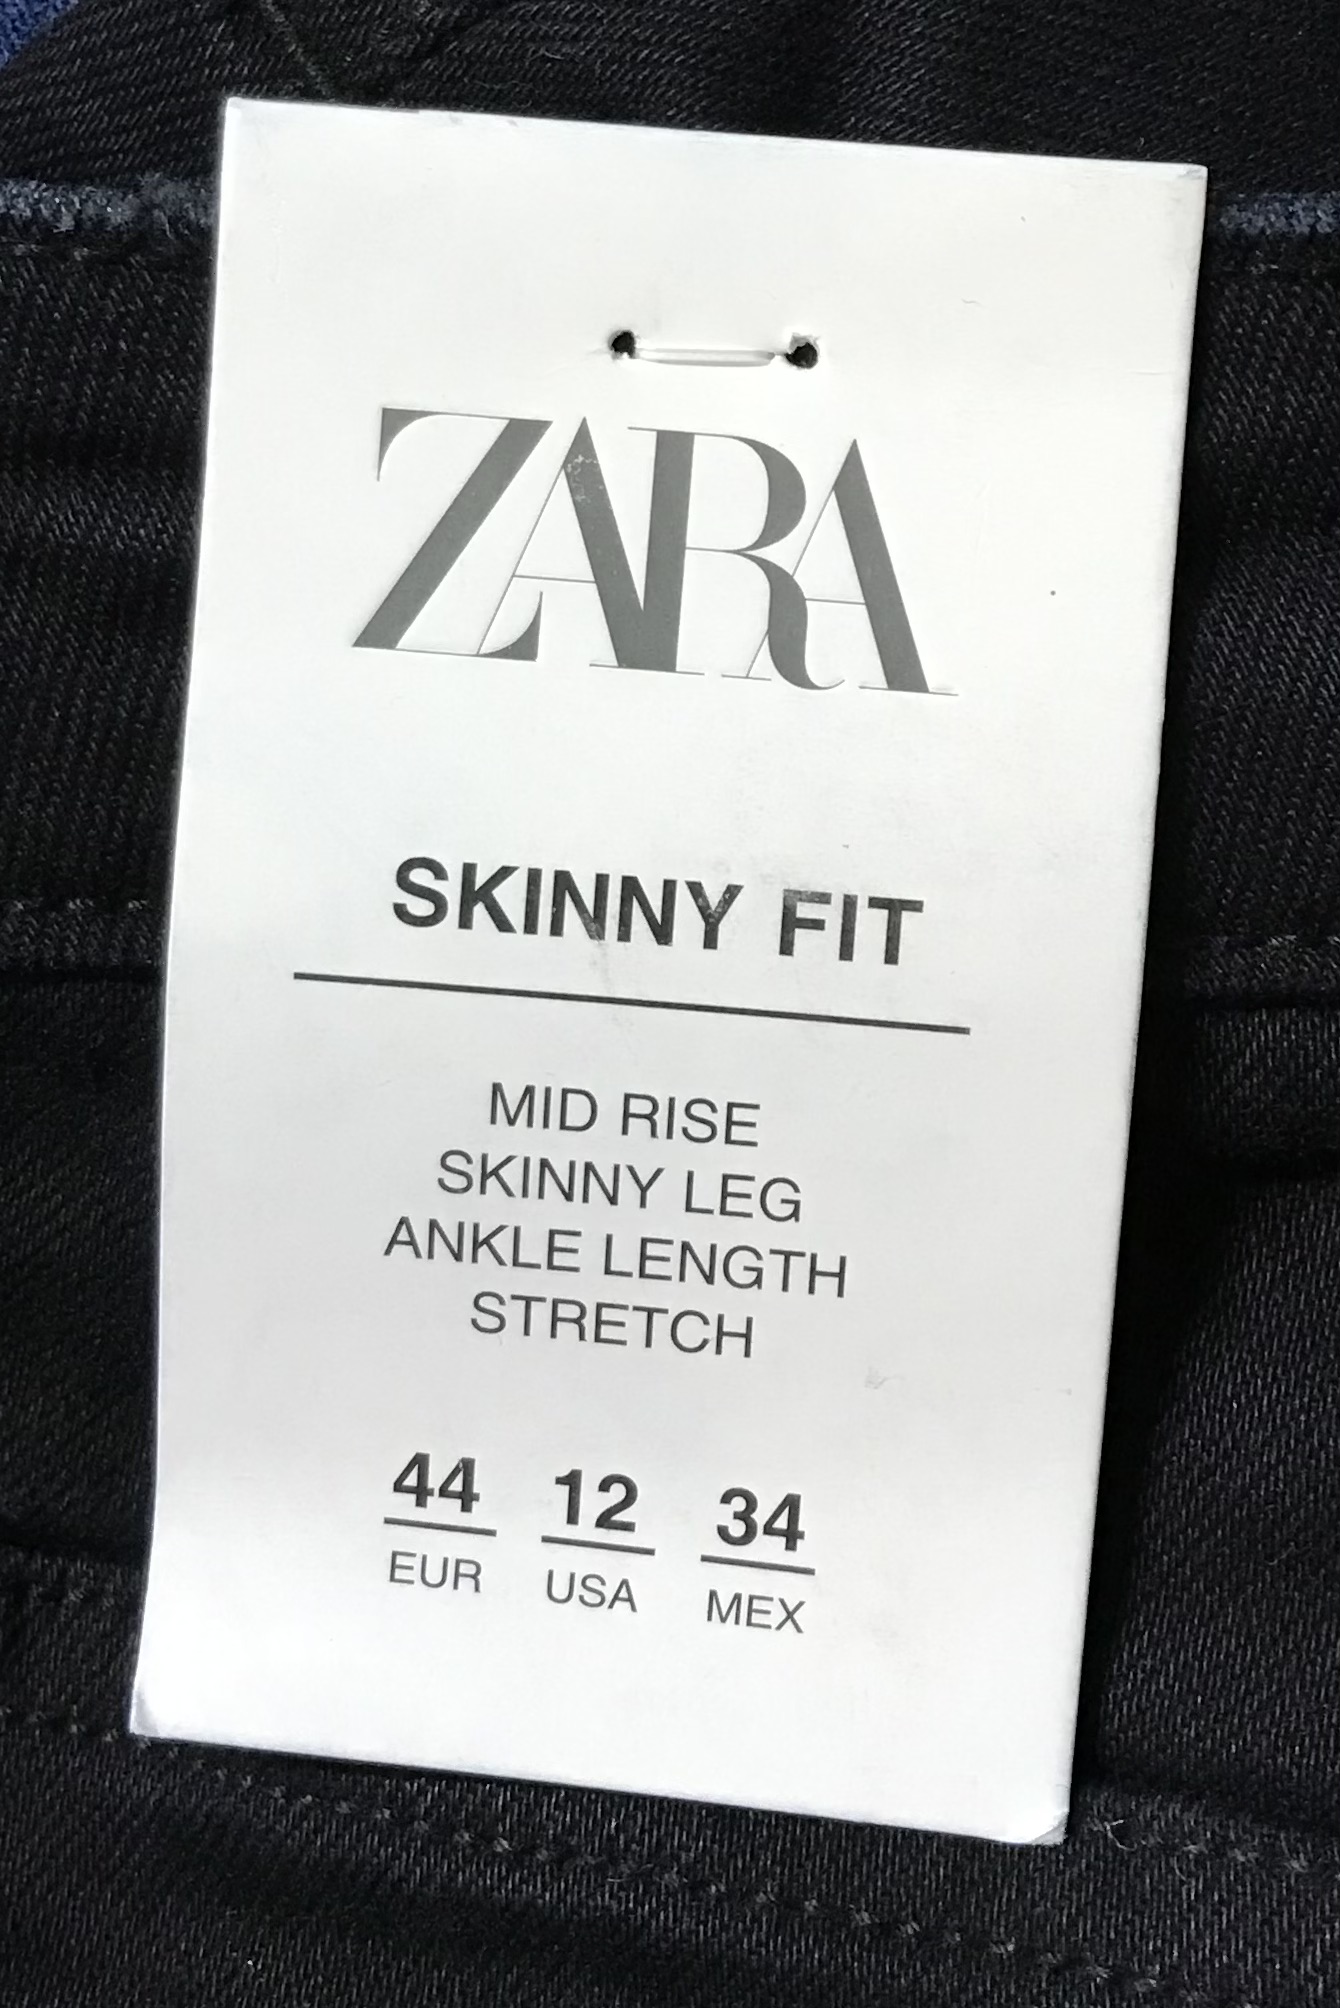 ZARA
SKINNY FIT
MID RISE
SKINNY LEG
ANKLE LENGTH
STRETCH
44 12 34
EUR USA MEX